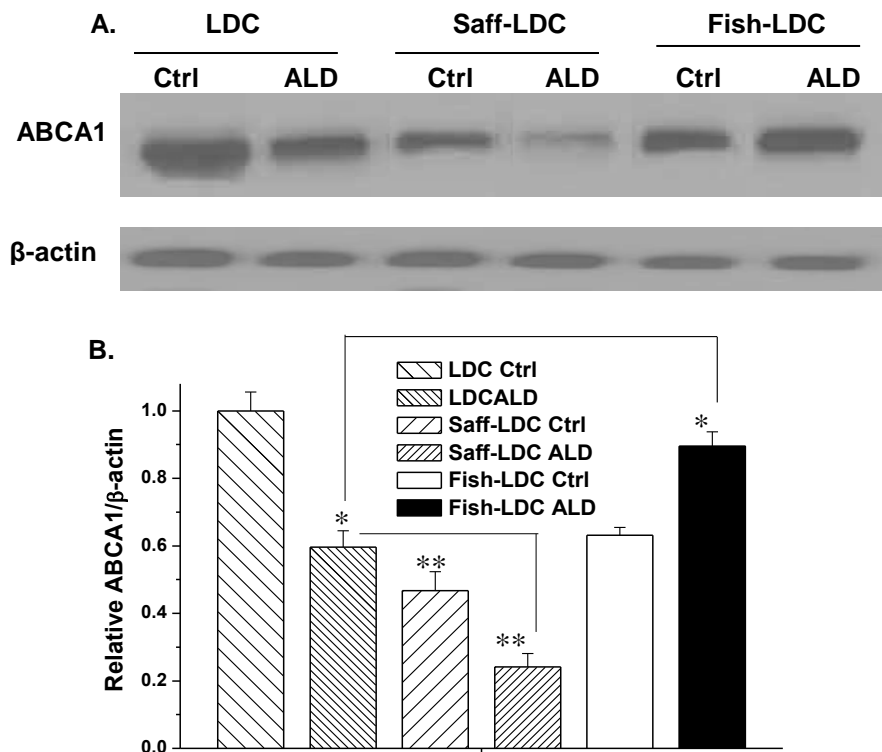 A. LDC Saff-LDC Fish-LDC
Ctrl ALD Ctrl ALD Ctrl ALD
ABCA1
β-actin
B.
LDC Ctrl
LDCALD
Saff-LDC Ctrl
Saff-LDC ALD
Fish-LDC Ctrl
Fish-LDC ALD
Relative ABCA1/β-actin
1.0
0.8
0.6
0.4
0.2
0.0
*
**
**
*